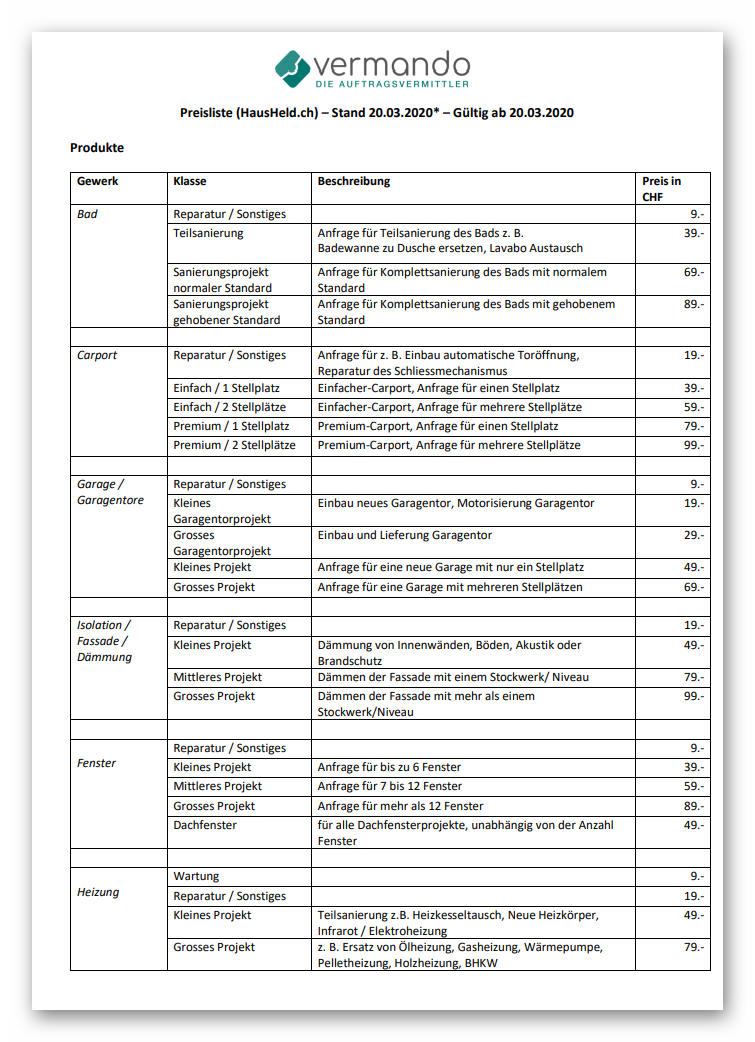 vermando
DIE AUFTRAGSVERMITTLER
Preisliste (HausHeld.ch) – Stand 20.03.2020* – Gültig ab 20.03.2020
Produkte
Gewerk Klasse Beschreibung Preis in
CHF
Bad Reparatur / Sonstiges 9.-
Teilsanierung Anfrage für Teilsanierung des Bads z. B. 39.-
Badewanne zu Dusche ersetzen, Lavabo Austausch
Sanierungsprojekt Anfrage für Komplettsanierung des Bads mit normalem 69.-
normaler Standard Standard
Sanierungsprojekt Anfrage für Komplettsanierung des Bads mit gehobenem 89.-
gehobener Standard Standard
Carport Reparatur / Sonstiges Anfrage für z. B. Einbau automatische Toröffnung, 19.-
Reparatur des Schliessmechanismus
Einfach / 1 Stellplatz Einfacher-Carport, Anfrage für einen Stellplatz 39.-
Einfach / 2 Stellplätze Einfacher-Carport, Anfrage für mehrere Stellplätze 59.-
Premium / 1 Stellplatz Premium-Carport, Anfrage für einen Stellplatz 79.-
Premium / 2 Stellplätze Premium-Carport, Anfrage für mehrere Stellplätze 99.-
Garage / Reparatur / Sonstiges 9.-
Garagentore Kleines Einbau neues Garagentor, Motorisierung Garagentor 19.-
Garagentorprojekt
Grosses Einbau und Lieferung Garagentor 29.-
Garagentorprojekt
Kleines Projekt Anfrage für eine neue Garage mit nur ein Stellplatz 49.-
Grosses Projekt Anfrage für eine Garage mit mehreren Stellplätzen 69.-
Isolation / Reparatur / Sonstiges 19.-
Fassade / Kleines Projekt Dämmung von Innenwänden, Böden, Akustik oder 49.-
Dämmung Brandschutz
Mittleres Projekt Dämmen der Fassade mit einem Stockwerk/ Niveau 79.-
Grosses Projekt Dämmen der Fassade mit mehr als einem 99.-
Stockwerk/Niveau
Reparatur / Sonstiges 9.-
Fenster Kleines Projekt Anfrage für bis zu 6 Fenster 39.-
Mittleres Projekt Anfrage für 7 bis 12 Fenster 59.-
Grosses Projekt Anfrage für mehr als 12 Fenster 89.-
Dachfenster für alle Dachfensterprojekte, unabhängig von der Anzahl 49.-
Fenster
Wartung 9.-
Heizung Reparatur / Sonstiges 19.-
Kleines Projekt Teilsanierung z.B. Heizkesseltausch, Neue Heizkörper, 49.-
Infrarot / Elektroheizung
Grosses Projekt z. B. Ersatz von Ölheizung, Gasheizung, Wärmepumpe, 79.-
Pelletheizung, Holzheizung, BHKW